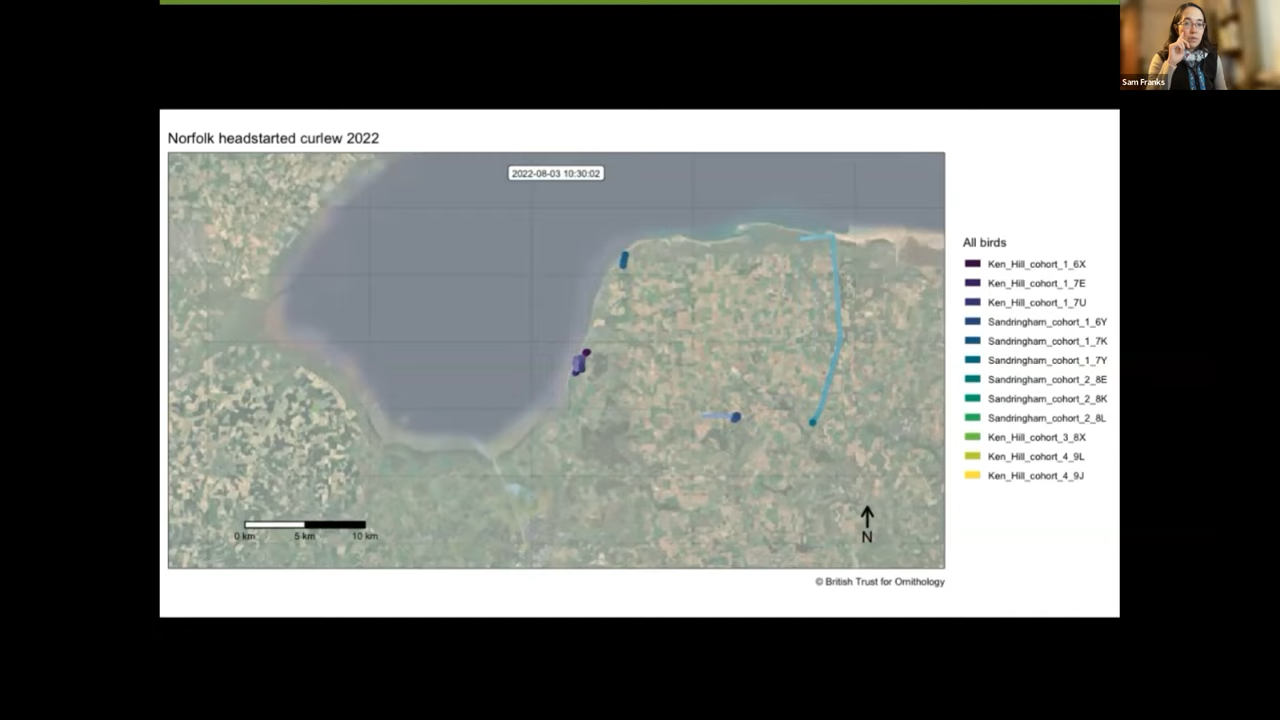 Sam Franks
Norfolk headstarted curlew 2022
2022-08-03 10:30:02
All birds
Ken_Hill_cohort_1_6X
Ken_Hill_cohort_1_7E
Ken_Hill_cohort_1_7U
Sandringham_cohort_1_6Y
Sandringham_cohort_1_7K
Sandringham_cohort_1_7Y
Sandringham_cohort_2_8E
Sandringham_cohort_2_8K
Sandringham_cohort_2_8L
Ken_Hill_cohort_3_8X
Ken_Hill_cohort_4_9L
Ken_Hill_cohort_4_9J
0 km 5 km 10 km
N
© British Trust for Ornithology